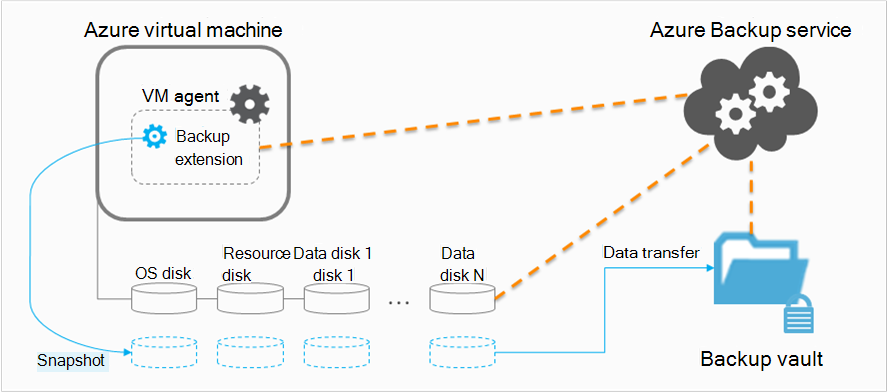 Azure virtual machine
Azure Backup service
VM agent
Backup
extension
OS disk
Resource
disk
Data disk 1
disk 1
...
Data
disk N
Data transfer
Snapshot
Backup vault